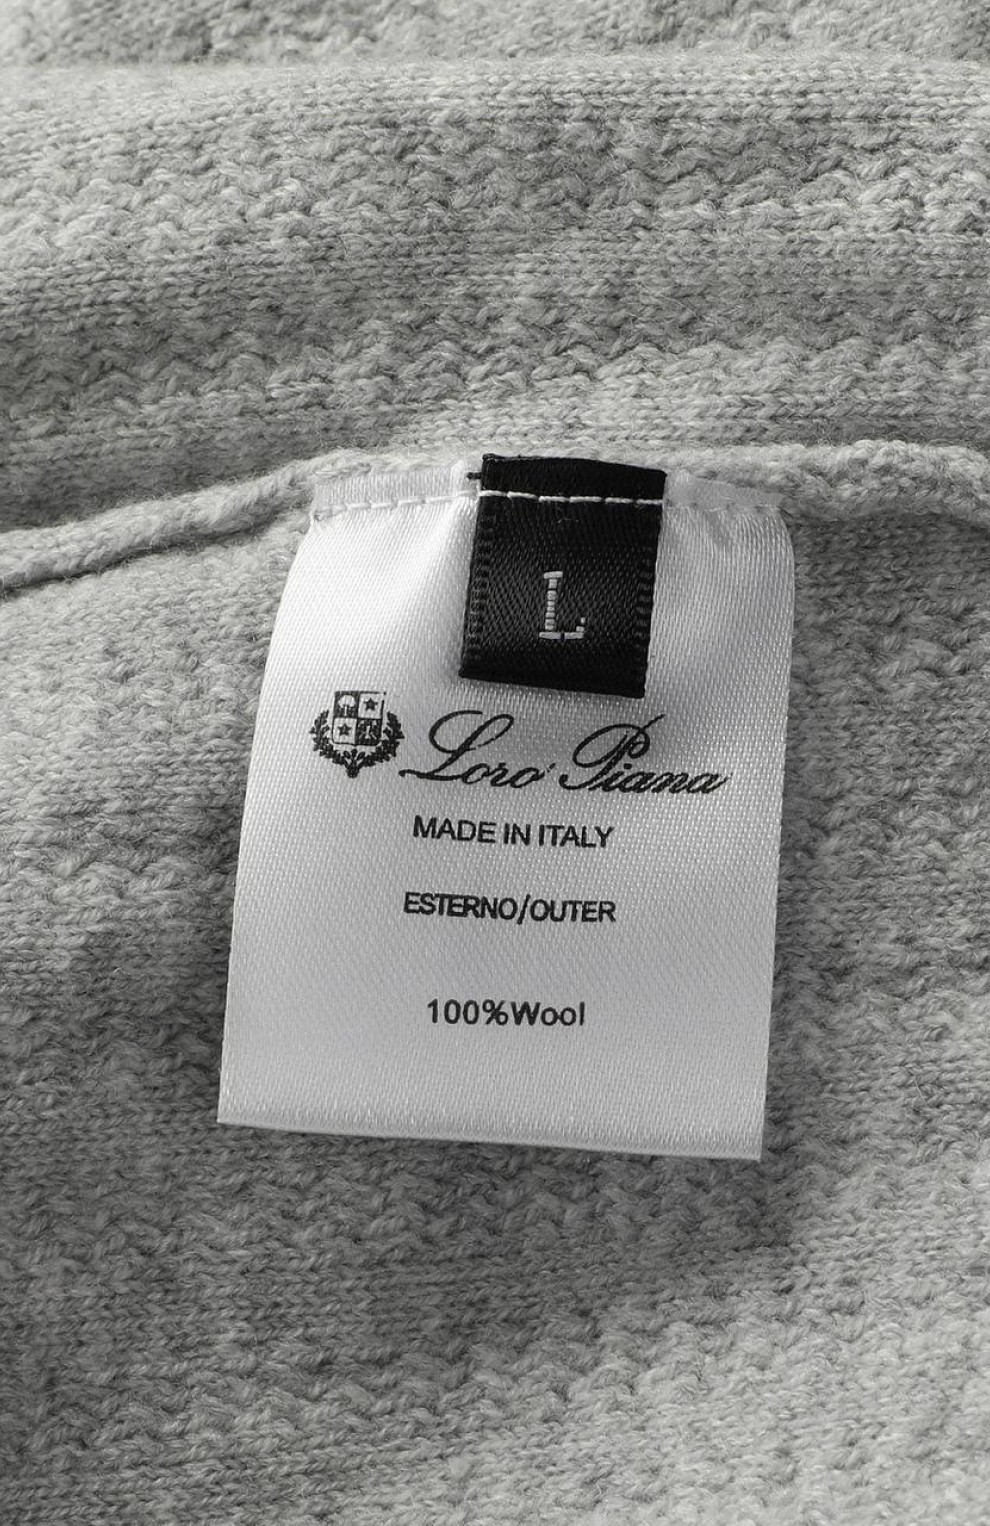 L
Loro Piana
MADE IN ITALY
ESTERNO/OUTER
100%Wool